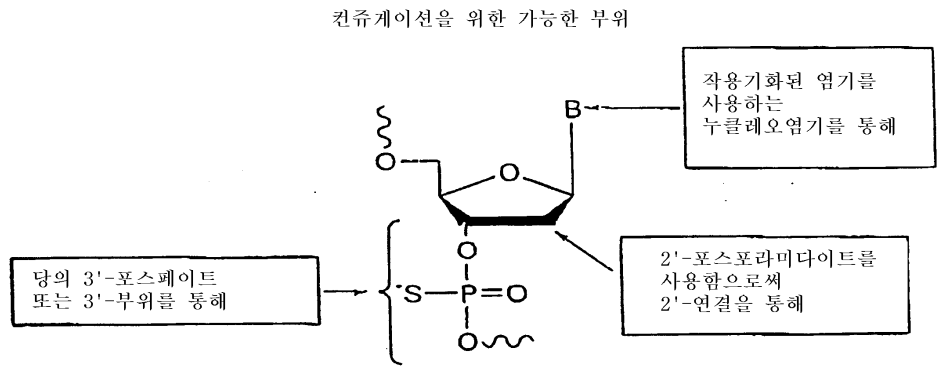 컨쥬게이션을 위한 가능한 부위
작용기화된 염기를
사용하는
누클레오염기를 통해
B
O
O
O
당의 3'-포스페이트
또는 3'-부위를 통해
-S-P=O
O
2'-포스포라미다이트를
사용함으로써
2'-연결을 통해